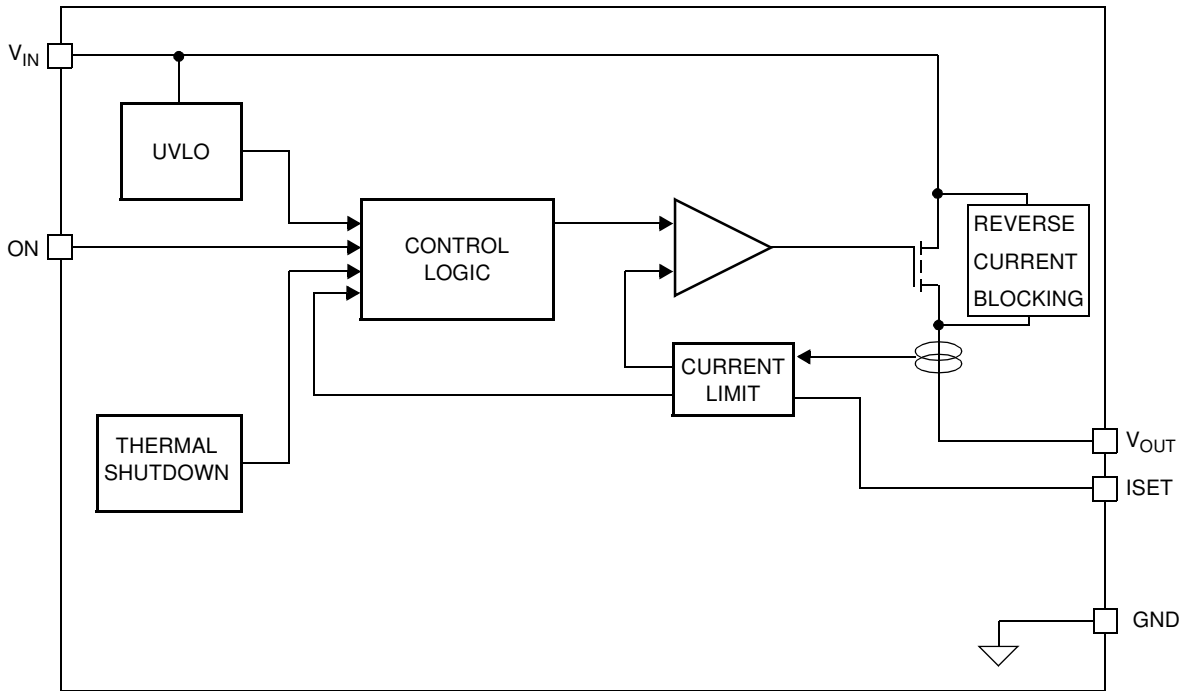 VIN
UVLO
ON
CONTROL
LOGIC
REVERSE
CURRENT
BLOCKING
CURRENT
LIMIT
THERMAL
SHUTDOWN
VOUT
ISET
GND